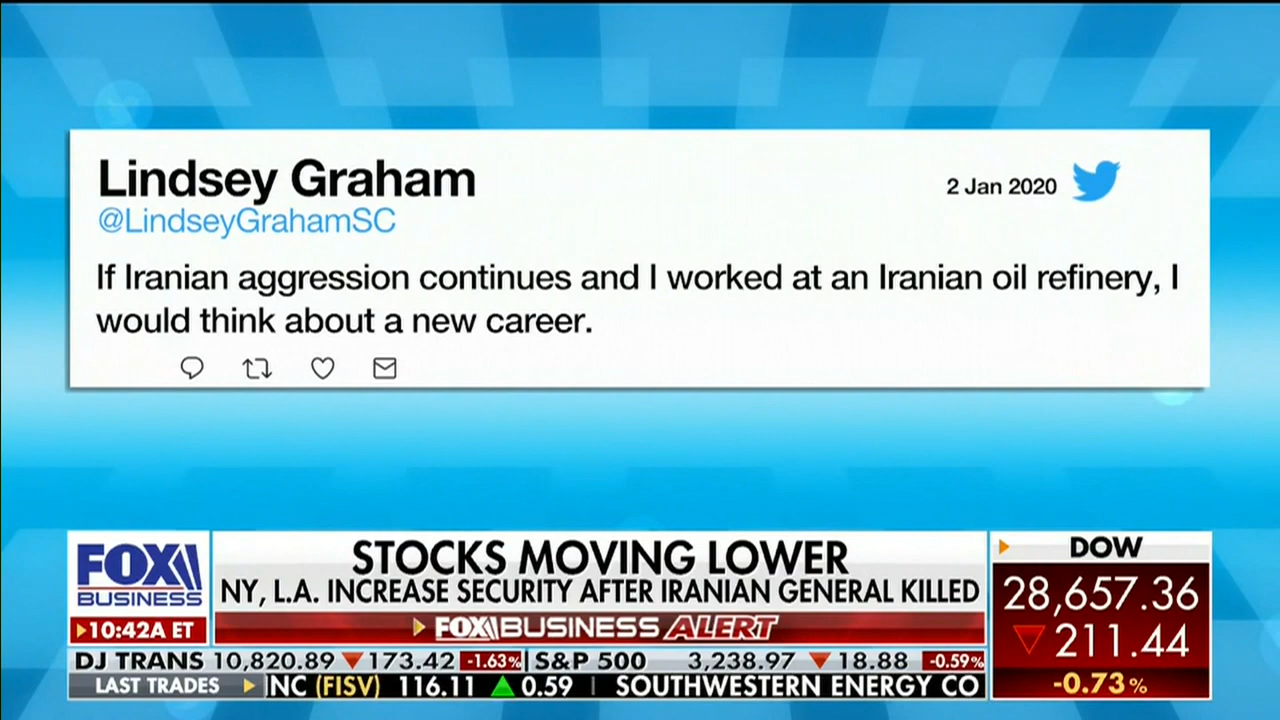 Lindsey Graham
@LindseyGrahamSC
2 Jan 2020
If Iranian aggression continues and I worked at an Iranian oil refinery, I
would think about a new career.
FOX
BUSINESS
10:42A ET
STOCKS MOVING LOWER
NY, L.A. INCREASE SECURITY AFTER IRANIAN GENERAL KILLED
FOX BUSINESS ALERT
DOW
28,657.36
211.44
-0.73%
DJ TRANS 10,820.89 173.42 -1.63% S&P 500 3,238.97 18.88 -0.59%
LAST TRADES INC (FISV) 116.11 0.59 SOUTHWESTERN ENERGY CO